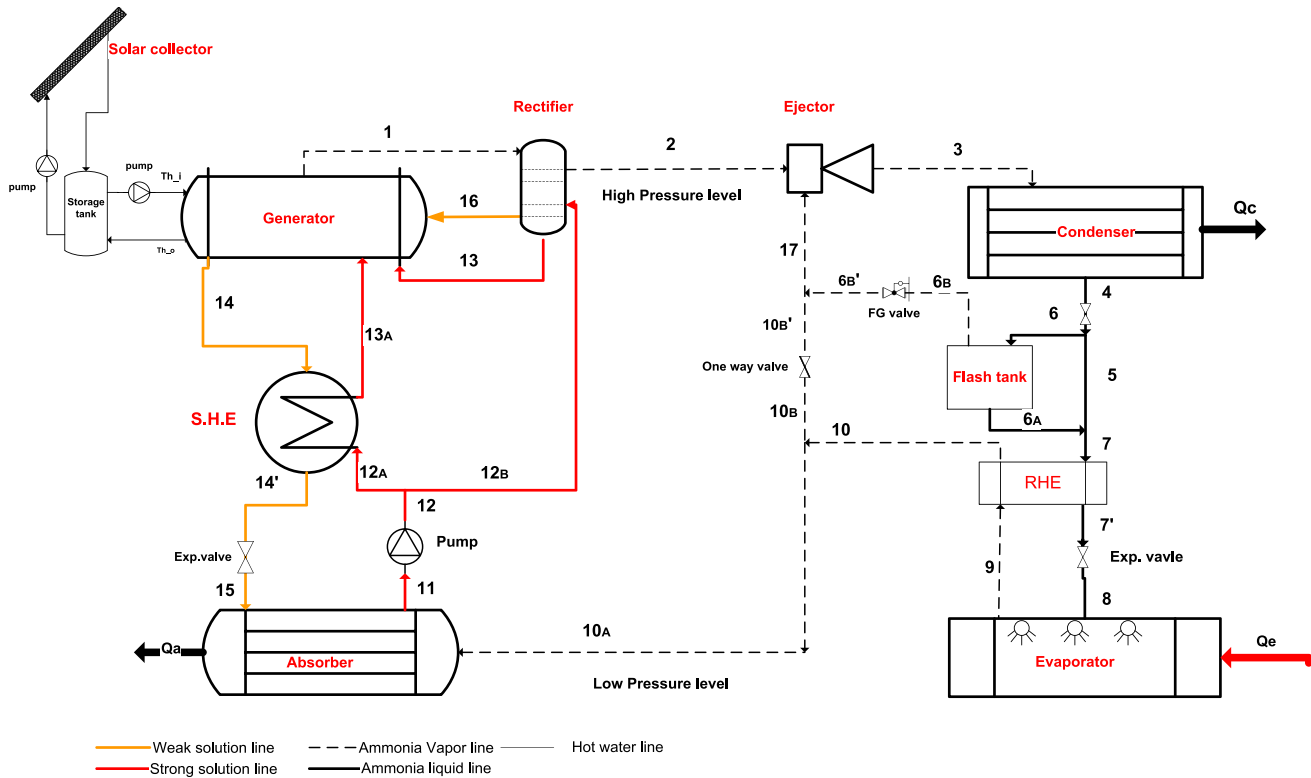 Solar collector
Rectifier
Ejector
1
2
3
pump
pump
Th_i
Storage
tank
Th_o
Generator
High Pressure level
16
13
Qc
Condenser
17
14
13A
6B'
6B
FG valve
4
6
10B'
One way valve
Flash tank
5
S.H.E
10B
6A
10
7
14'
12A
12B
RHE
12
7'
Exp.valve
Pump
Exp. vavle
9
15
11
8
10A
Qa
Absorber
Evaporator
Qe
Low Pressure level
Weak solution line
Ammonia Vapor line
Hot water line
Strong solution line
Ammonia liquid line